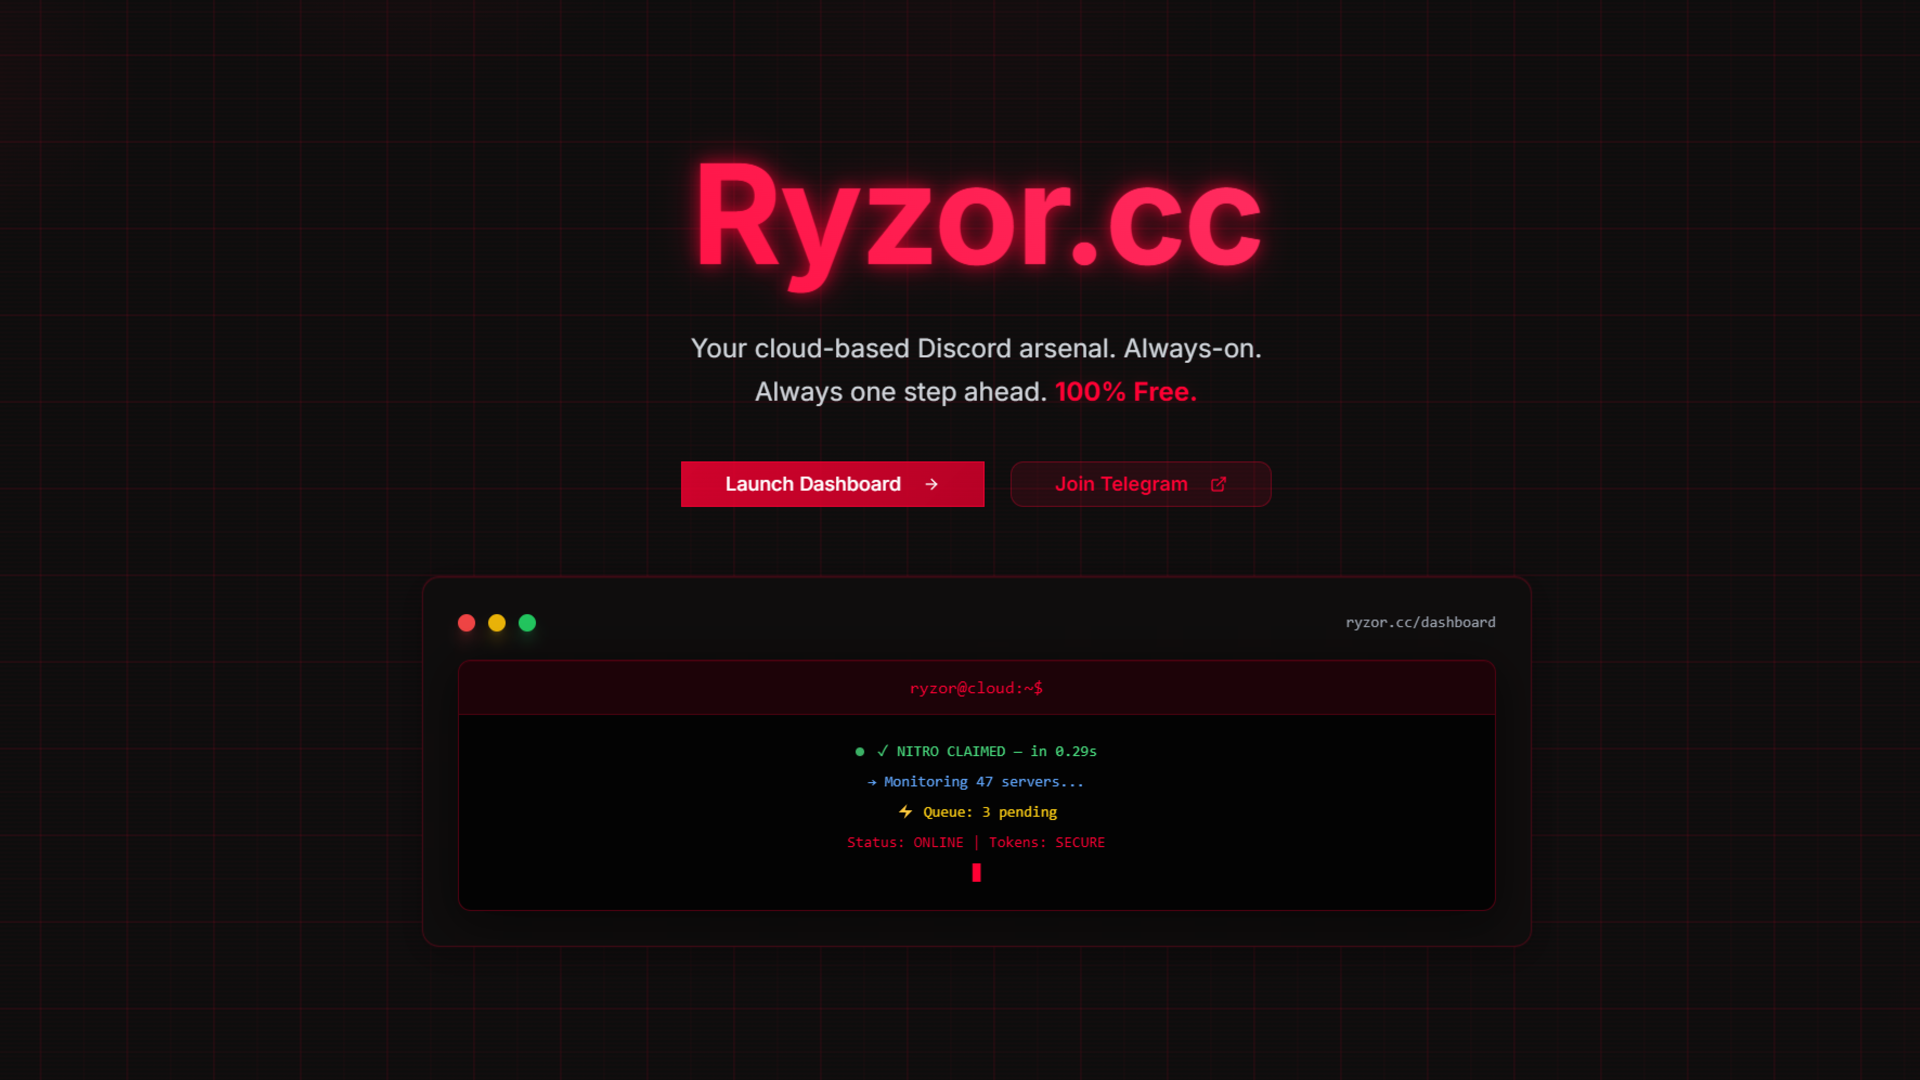 Ryzor.cc
Your cloud-based Discord arsenal. Always-on.
Always one step ahead. 100% Free.
Launch Dashboard →
Join Telegram
ryzor.cc/dashboard
ryzor@cloud:~$
● ✓ NITRO CLAIMED — in 0.29s
→ Monitoring 47 servers...
⚡ Queue: 3 pending
Status: ONLINE | Tokens: SECURE